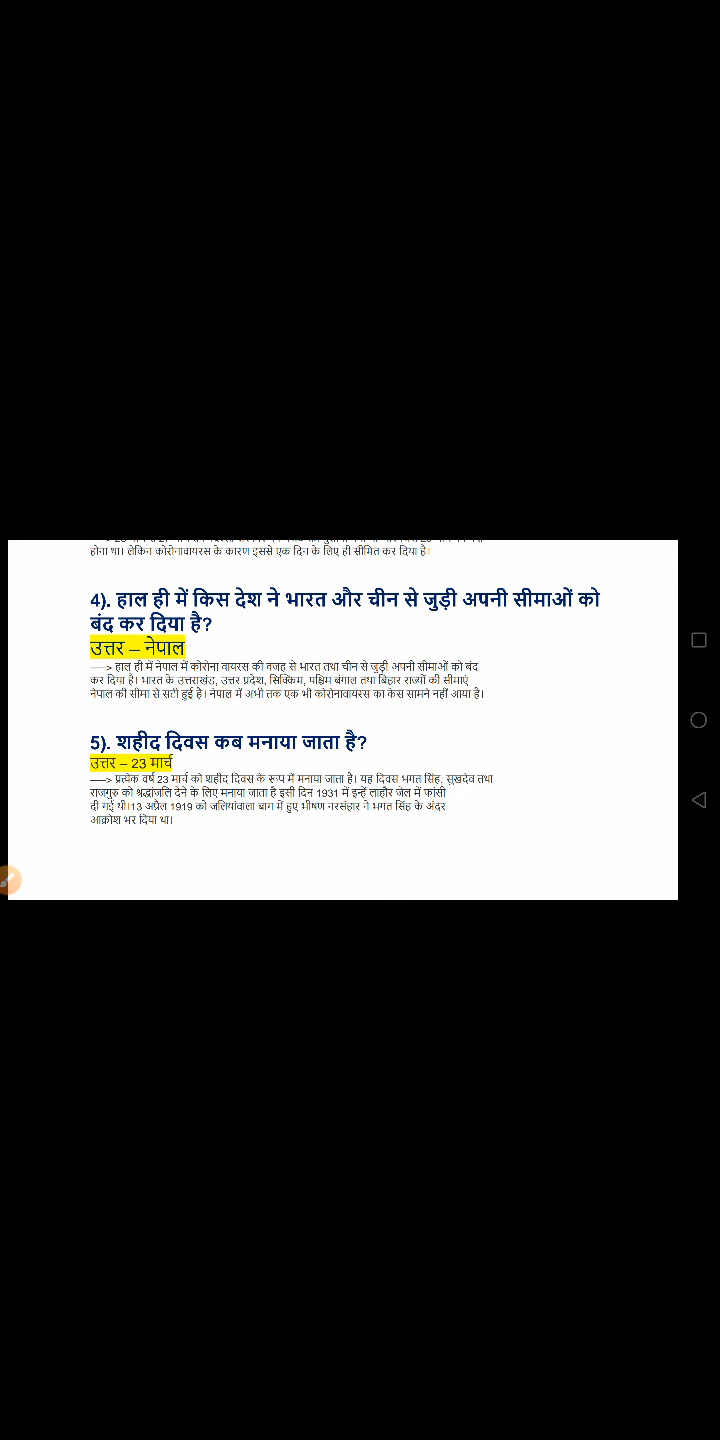 होना था। लेकिन कोरोनावायरस के कारण इससे एक दिन के लिए ही सीमित कर दिया है।
4). हाल ही में किस देश ने भारत और चीन से जुड़ी अपनी सीमाओं को
बंद कर दिया है?
उत्तर – नेपाल
—–> हाल ही में नेपाल में कोरोना वायरस की वजह से भारत तथा चीन से जुड़ी अपनी सीमाओं को बंद
कर दिया है। भारत के उत्तराखंड, उत्तर प्रदेश, सिक्किम, पश्चिम बंगाल तथा बिहार राज्यों की सीमाएं
नेपाल की सीमा से सटी हुई है। नेपाल में अभी तक एक भी कोरोनावायरस का केस सामने नहीं आया है।
5). शहीद दिवस कब मनाया जाता है?
उत्तर – 23 मार्च
—–> प्रत्येक वर्ष 23 मार्च को शहीद दिवस के रूप में मनाया जाता है। यह दिवस भगत सिंह, सुखदेव तथा
राजगुरु को श्रद्धांजलि देने के लिए मनाया जाता है इसी दिन 1931 में इन्हें लाहौर जेल में फांसी
दी गई थी।13 अप्रैल 1919 को जलियांवाला बाग में हुए भीषण नरसंहार ने भगत सिंह के अंदर
आक्रोश भर दिया था।